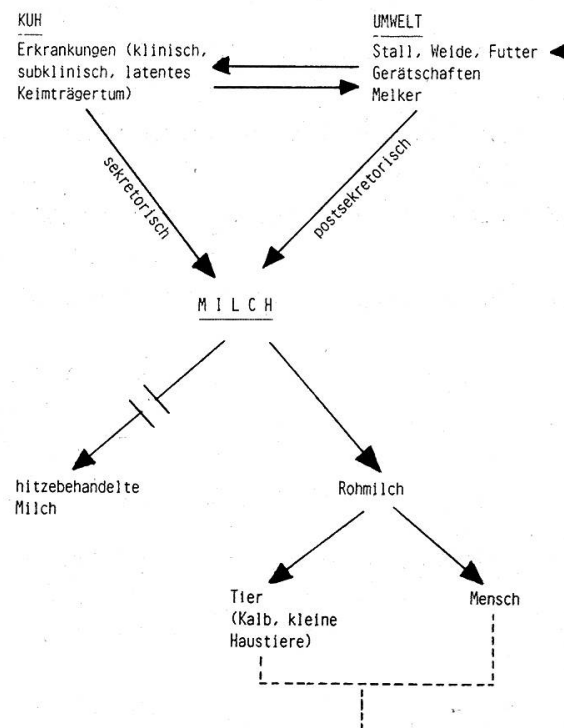 KUH
Erkrankungen (klinisch,
subklinisch, latentes
Keimträgertum)
UMWELT
Stall, Weide, Futter
Gerätschaften
Melker
sekretorisch
postsekretorisch
M I L C H
hitzebehandelte
Milch
Rohmilch
Tier
(Kalb, kleine
Haustiere)
Mensch